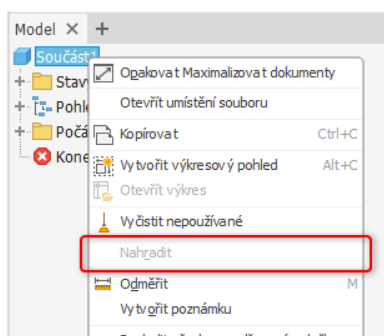 Model × +
Součást1
Stav
Pohle
Počá
Kone
Opakovat Maximalizovat dokumenty
Otevřít umístění souboru
Kopírovat Ctrl+C
Vytvořit výkresový pohled Alt+C
Otevřít výkres
Vyčistit nepoužívané
Nahradit
Odměřit M
Vytvořit poznámku